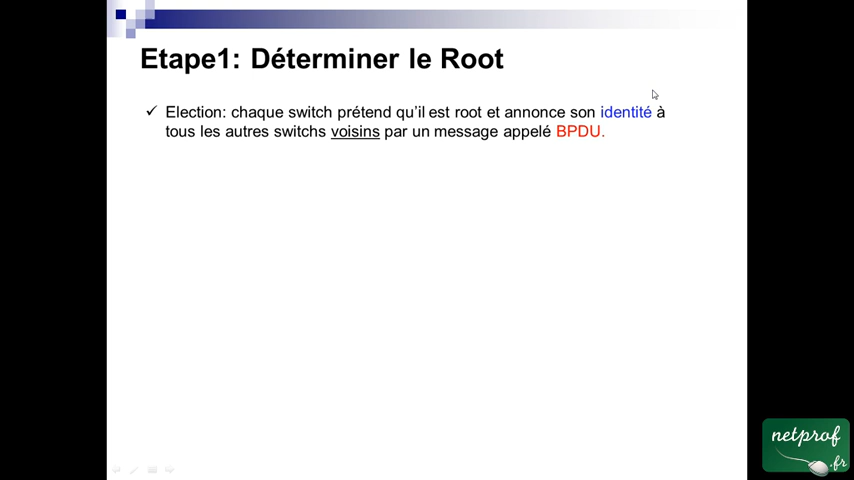 Etape1: Déterminer le Root
✓ Election: chaque switch prétend qu'il est root et annonce son identité à
tous les autres switchs voisins par un message appelé BPDU.
netprof
.fr